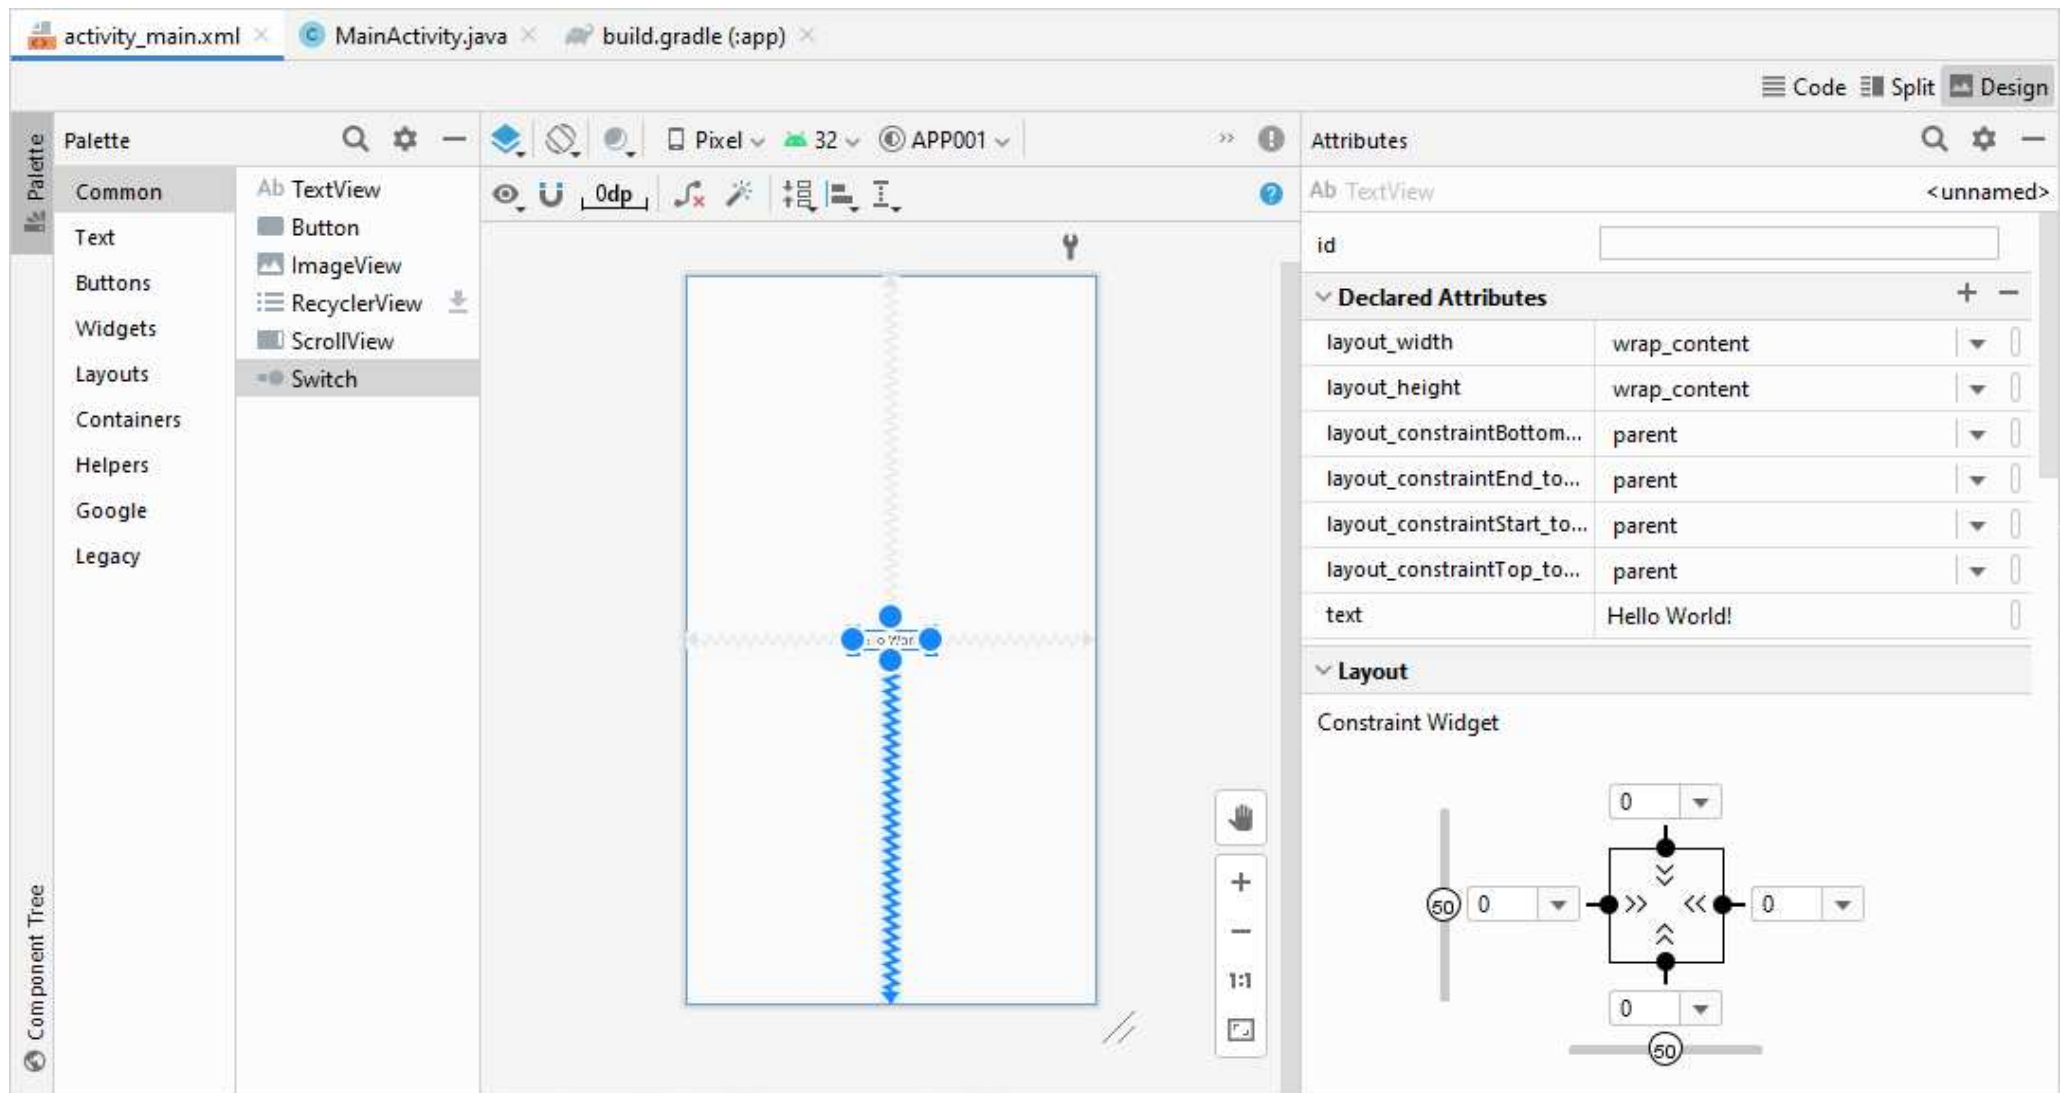 activity_main.xml MainActivity.java build.gradle (:app)
Code Split Design
Palette
Palette
Common
Text
Buttons
Widgets
Layouts
Containers
Helpers
Google
Legacy
Ab TextView
Button
ImageView
RecyclerView
ScrollView
Switch
Component Tree
Pixel 32 APP001
0dp
1:1
Attributes
Ab TextView <unnamed>
id
Declared Attributes
layout_width wrap_content
layout_height wrap_content
layout_constraintBottom... parent
layout_constraintEnd_to... parent
layout_constraintStart_to... parent
layout_constraintTop_to... parent
text Hello World!
Layout
Constraint Widget
0
50 0 0
0
50